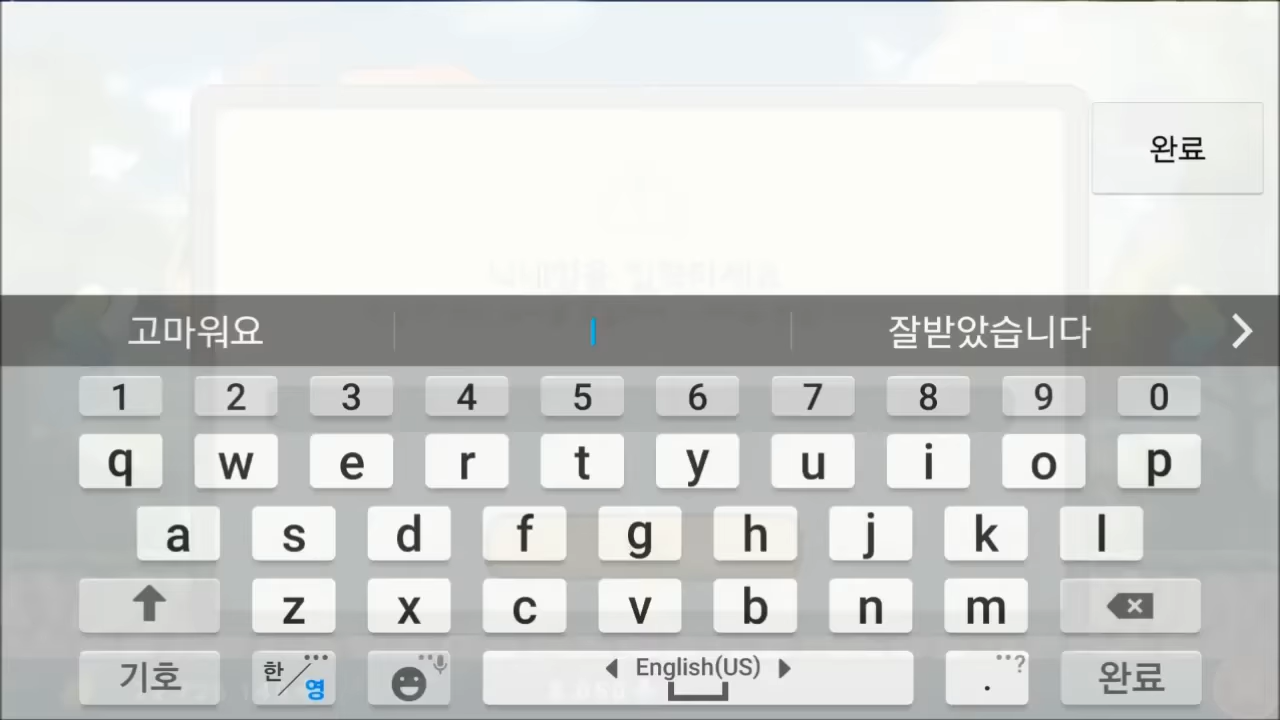 완료
고마워요 | 잘받았습니다
1 2 3 4 5 6 7 8 9 0
q w e r t y u i o p
a s d f g h j k l
z x c v b n m
기호 한/영 English(US) . ? 완료